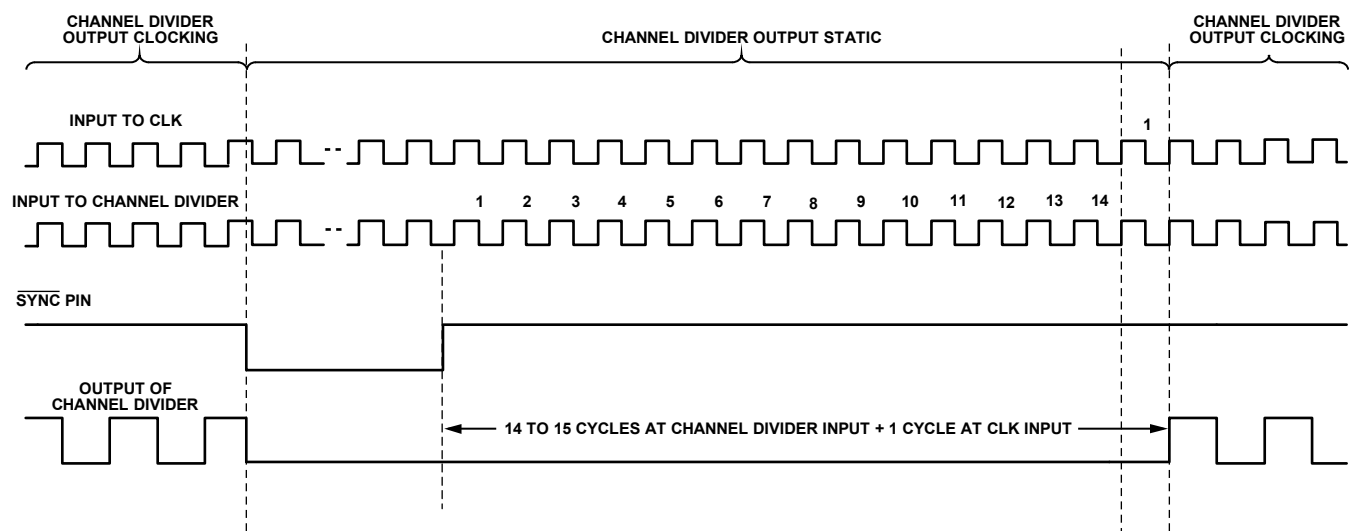 CHANNEL DIVIDER
OUTPUT CLOCKING
CHANNEL DIVIDER OUTPUT STATIC
CHANNEL DIVIDER
OUTPUT CLOCKING
INPUT TO CLK
1
INPUT TO CHANNEL DIVIDER
1 2 3 4 5 6 7 8 9 10 11 12 13 14
SYNC PIN
OUTPUT OF
CHANNEL DIVIDER
14 TO 15 CYCLES AT CHANNEL DIVIDER INPUT + 1 CYCLE AT CLK INPUT